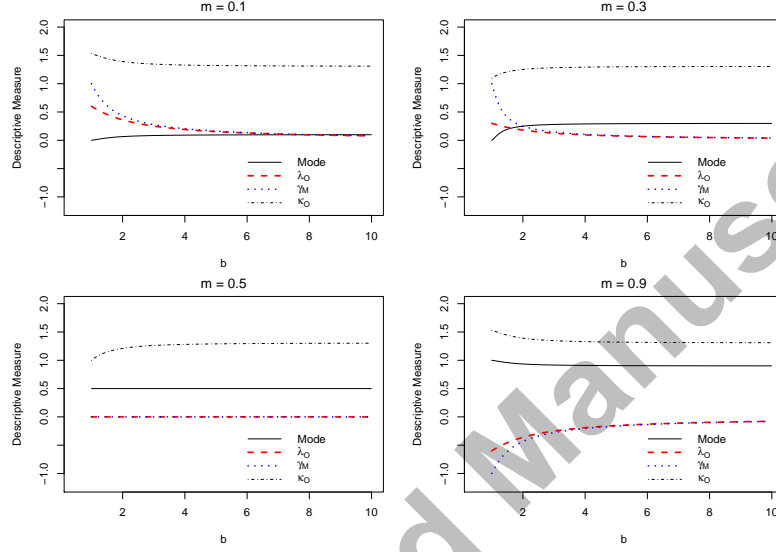 m = 0.1
Descriptive Measure
2.0
1.5
1.0
0.5
0.0
−1.0
Mode
λO
γM
κO
2 4 6 8 10
b
m = 0.3
Descriptive Measure
2.0
1.5
1.0
0.5
0.0
−1.0
Mode
λO
γM
κO
2 4 6 8 10
b
m = 0.5
Descriptive Measure
2.0
1.5
1.0
0.5
0.0
−1.0
Mode
λO
γM
κO
2 4 6 8 10
b
m = 0.9
Descriptive Measure
2.0
1.5
1.0
0.5
0.0
−1.0
Mode
λO
γM
κO
2 4 6 8 10
b
d Manus